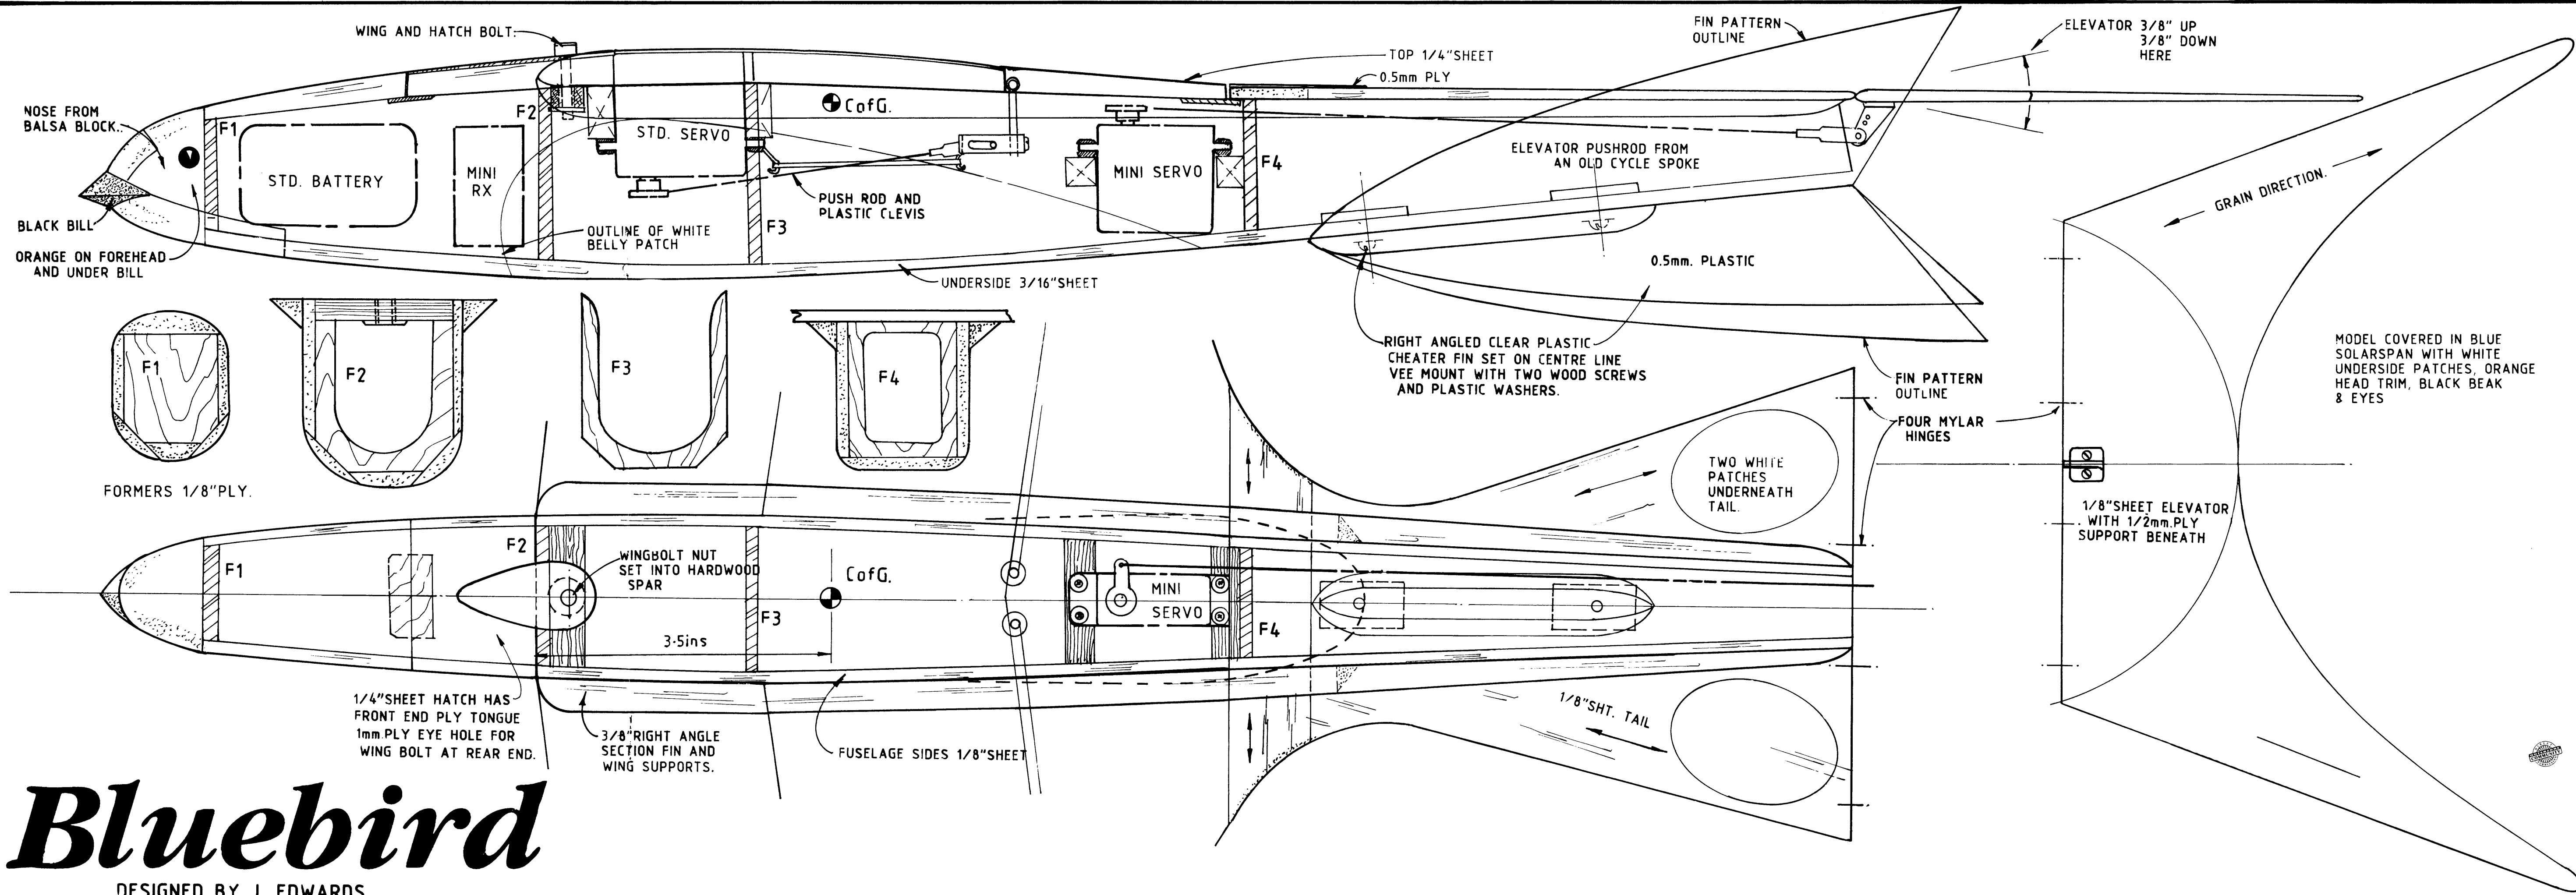 WING AND HATCH BOLT.
NOSE FROM
BALSA BLOCK.
F1
STD. BATTERY
MINI
RX
F2
STD. SERVO
CofG.
TOP 1/4"SHEET
0.5mm PLY
FIN PATTERN
OUTLINE
ELEVATOR 3/8" UP
3/8" DOWN
HERE
BLACK BILL
ORANGE ON FOREHEAD
AND UNDER BILL
OUTLINE OF WHITE
BELLY PATCH
F3
PUSH ROD AND
PLASTIC CLEVIS
MINI SERVO
F4
ELEVATOR PUSHROD FROM
AN OLD CYCLE SPOKE
UNDERSIDE 3/16"SHEET
0.5mm. PLASTIC
GRAIN DIRECTION.
RIGHT ANGLED CLEAR PLASTIC
CHEATER FIN SET ON CENTRE LINE
VEE MOUNT WITH TWO WOOD SCREWS
AND PLASTIC WASHERS.
FIN PATTERN
OUTLINE
FOUR MYLAR
HINGES
MODEL COVERED IN BLUE
SOLARSPAN WITH WHITE
UNDERSIDE PATCHES, ORANGE
HEAD TRIM, BLACK BEAK
& EYES
F1
F2
F3
F4
FORMERS 1/8"PLY.
TWO WHITE
PATCHES
UNDERNEATH
TAIL.
1/8"SHEET ELEVATOR
WITH 1/2mm.PLY
SUPPORT BENEATH
F1
F2
WINGBOLT NUT
SET INTO HARDWOOD
SPAR
F3
CofG.
3·5ins
MINI
SERVO
F4
1/4"SHEET HATCH HAS
FRONT END PLY TONGUE
1mm.PLY EYE HOLE FOR
WING BOLT AT REAR END.
3/8"RIGHT ANGLE
SECTION FIN AND
WING SUPPORTS.
FUSELAGE SIDES 1/8"SHEET
1/8"SHT. TAIL
Bluebird
DESIGNED BY J. EDWARDS